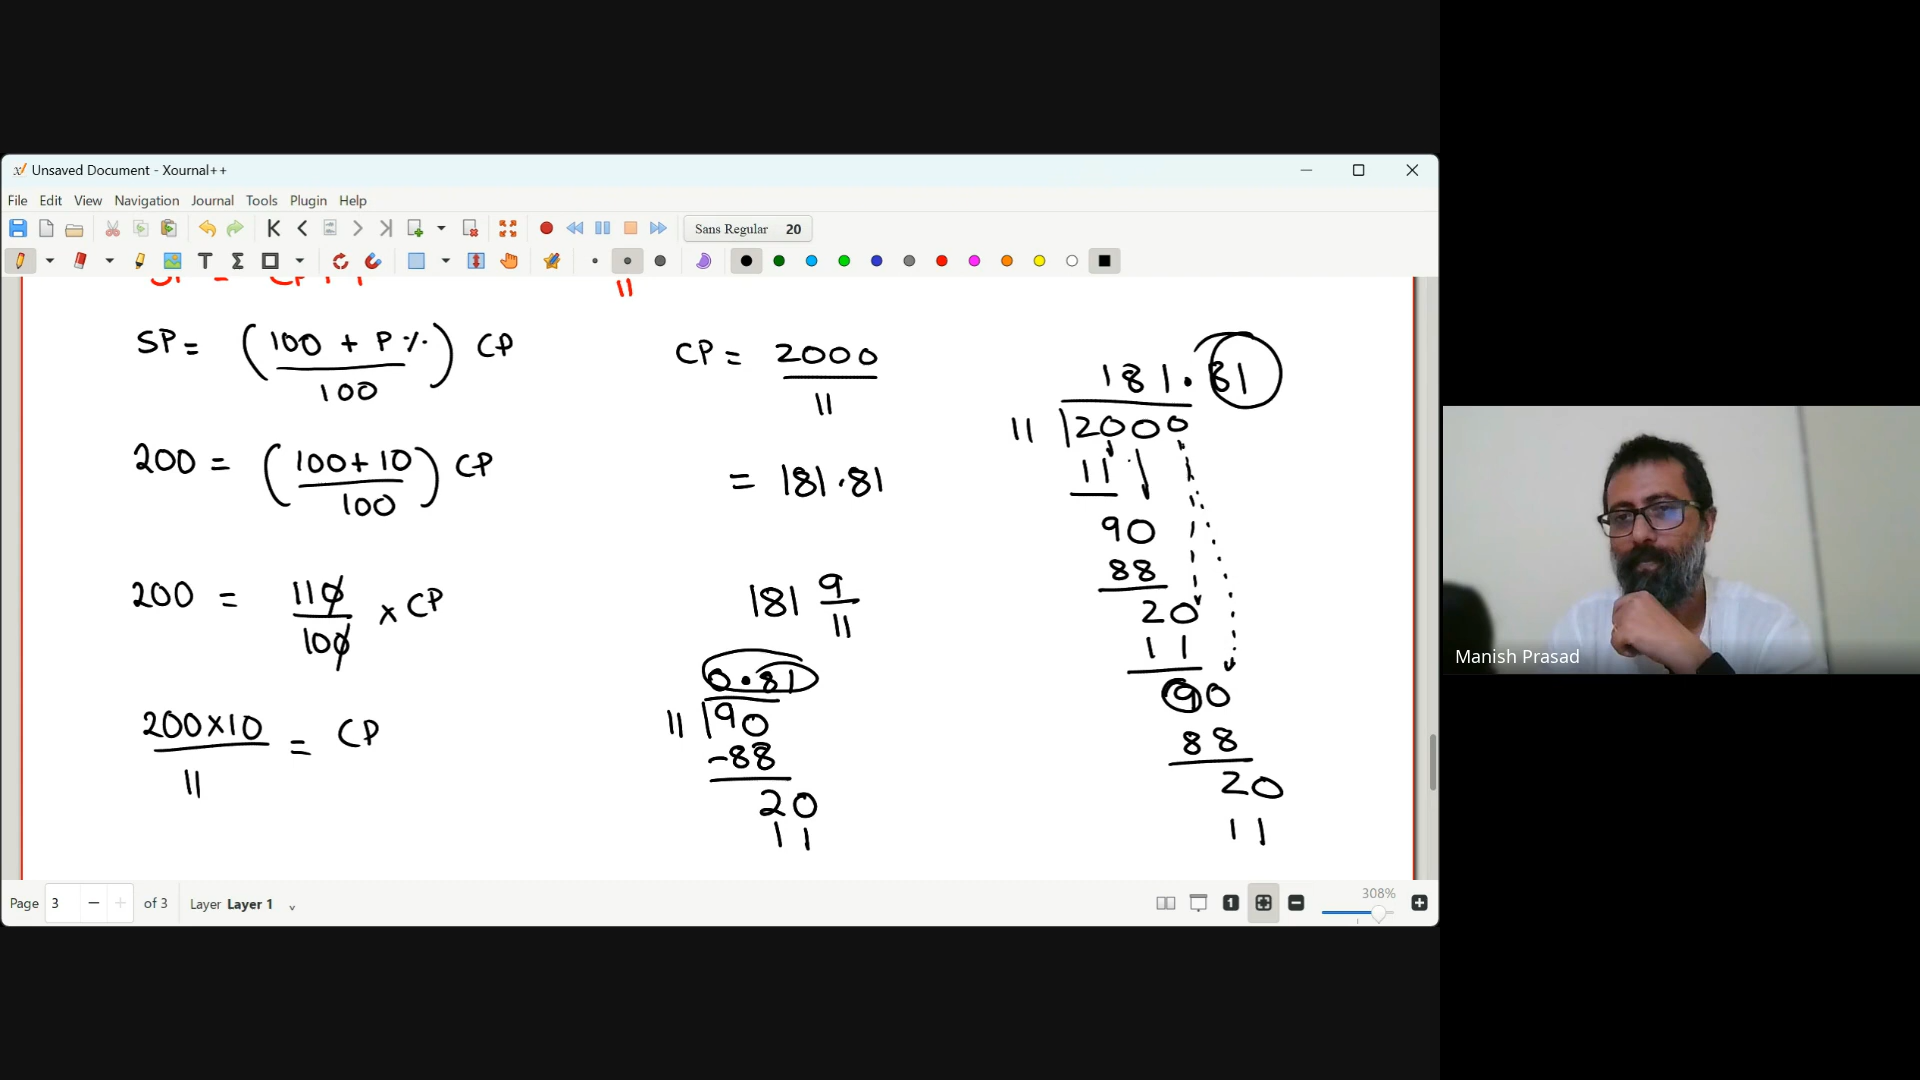 Unsaved Document - Xournal++
File Edit View Navigation Journal Tools Plugin Help
Sans Regular 20
11
SP = (100 + P% / 100) CP
200 = (100+10 / 100) CP
200 = 110/100 × CP
200×10 / 11 = CP
CP = 2000 / 11
= 181.81
181 9/11
0.81
11 90
-88
20
11
181.81
11 2000
11
90
88
20
11
90
88
20
11
Manish Prasad
Page 3 of 3 Layer Layer 1 308%